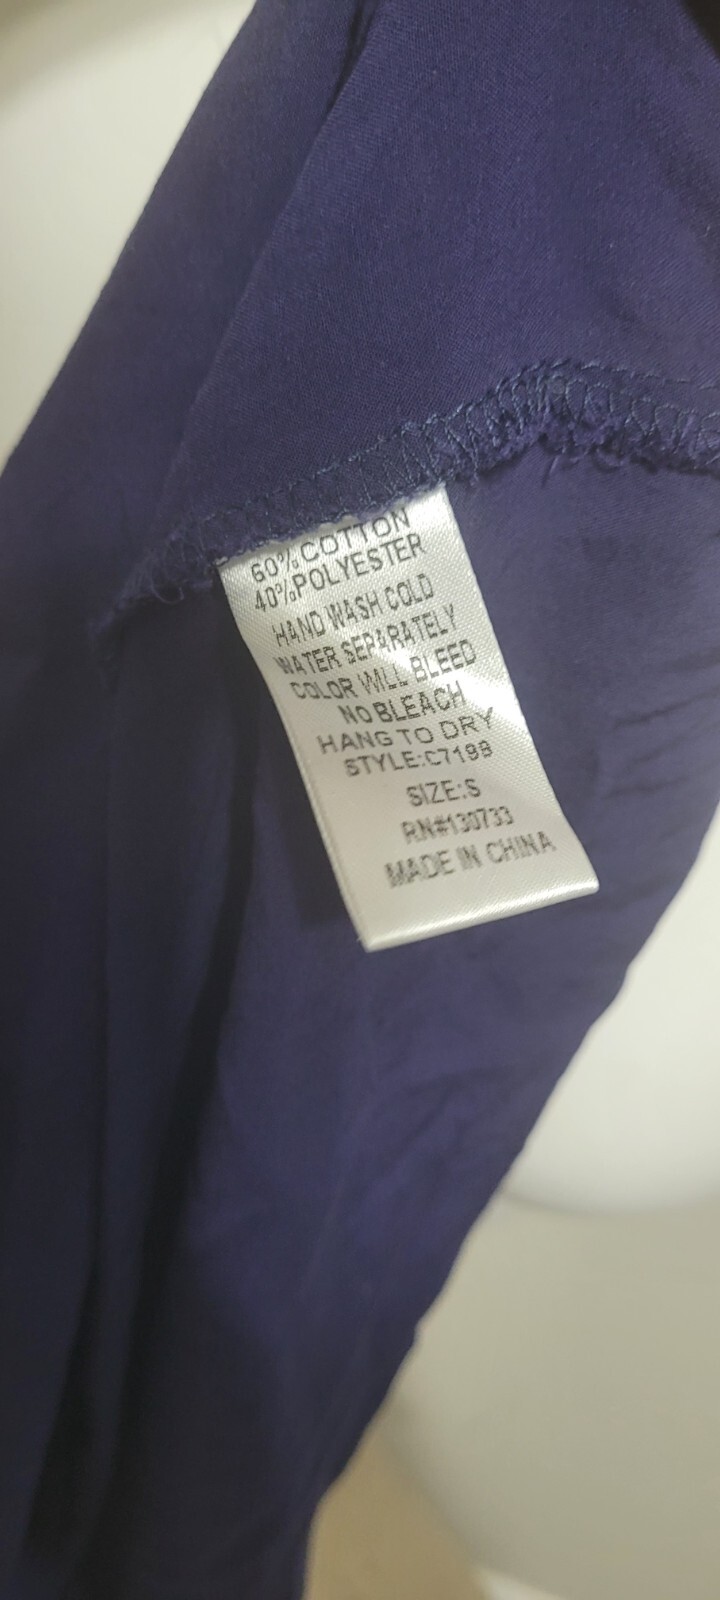 60% COTTON
40%POLYESTER
HAND WASH COLD
WATER SEPARATELY
COLOR WILL BLEED
NO BLEACH
HANG TO DRY
STYLE:C7198
SIZE:S
RN#130733
MADE IN CHINA